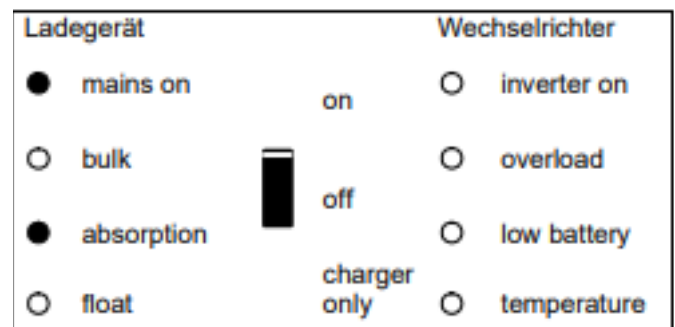 Ladegerät
mains on
bulk
absorption
float
on
off
charger
only
Wechselrichter
inverter on
overload
low battery
temperature